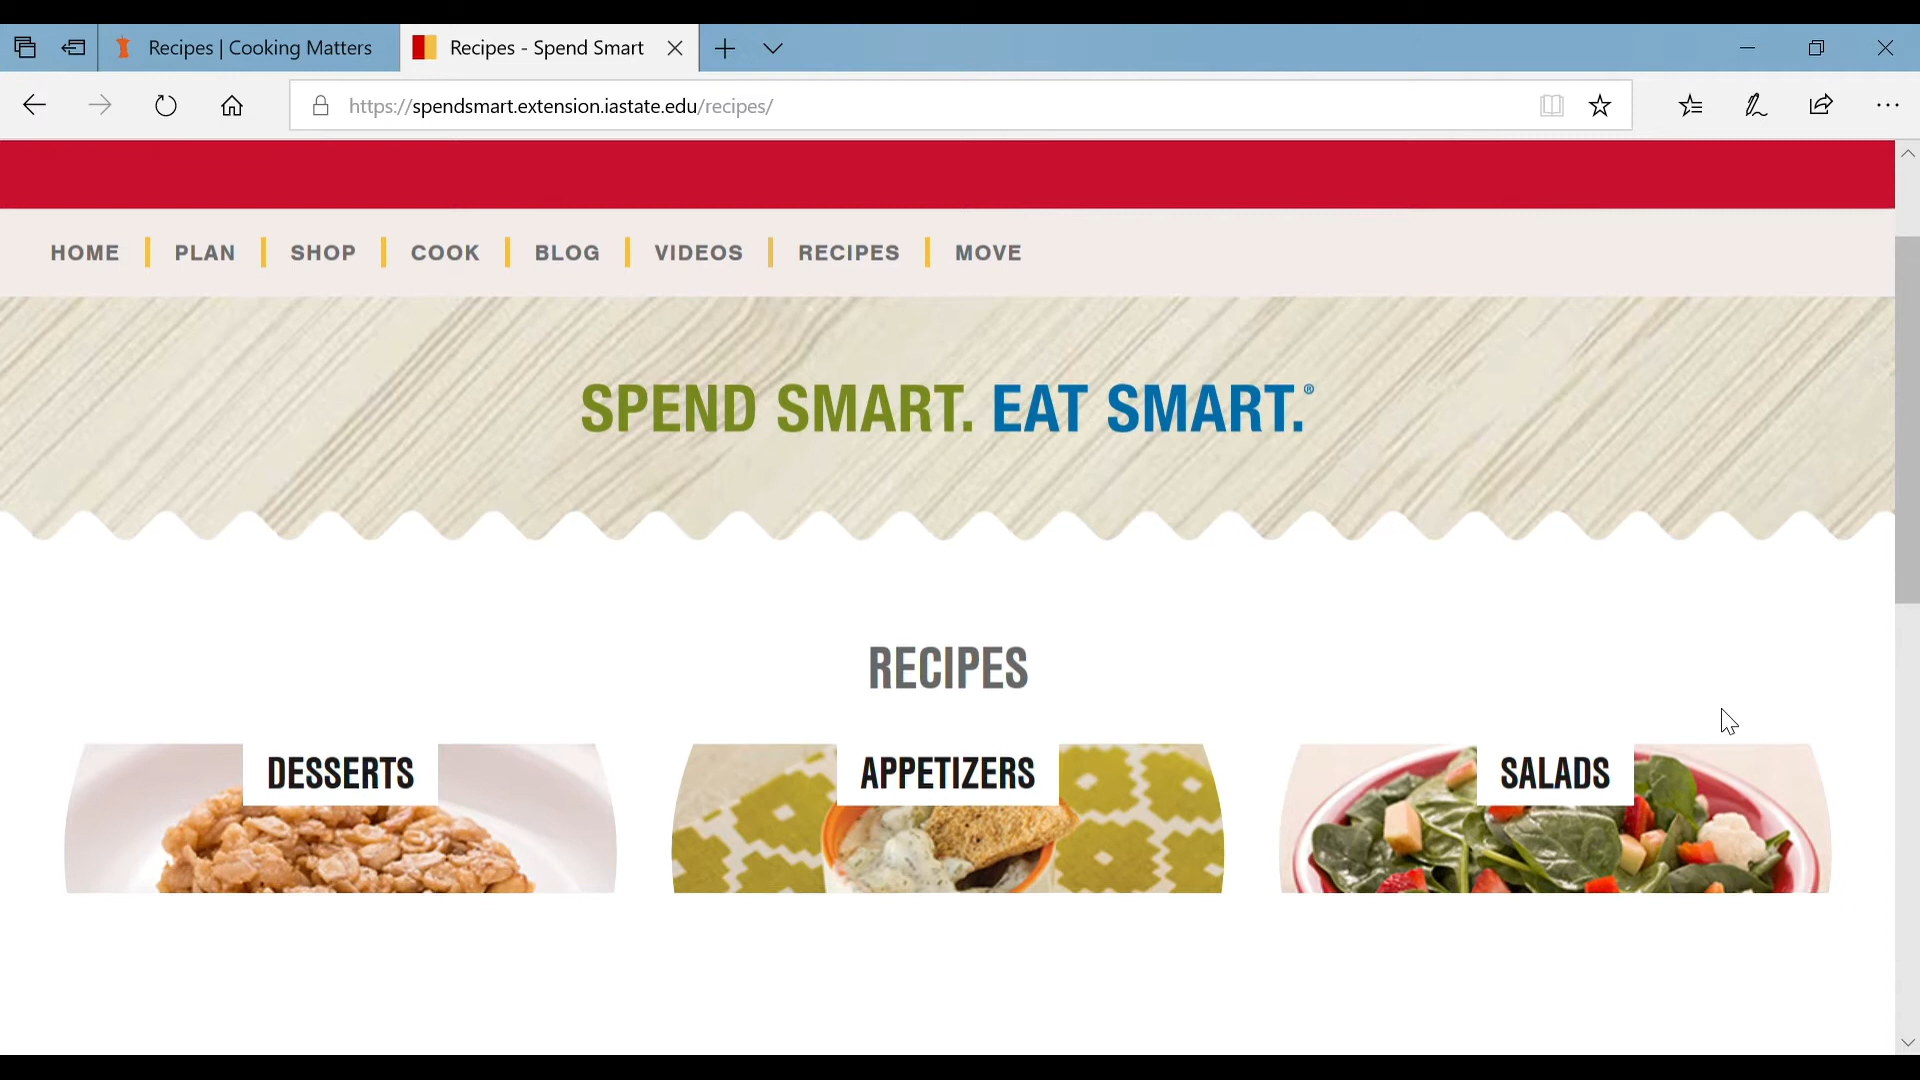 Recipes | Cooking Matters
Recipes - Spend Smart
https://spendsmart.extension.iastate.edu/recipes/
HOME PLAN SHOP COOK BLOG VIDEOS RECIPES MOVE
SPEND SMART. EAT SMART.®
RECIPES
DESSERTS APPETIZERS SALADS